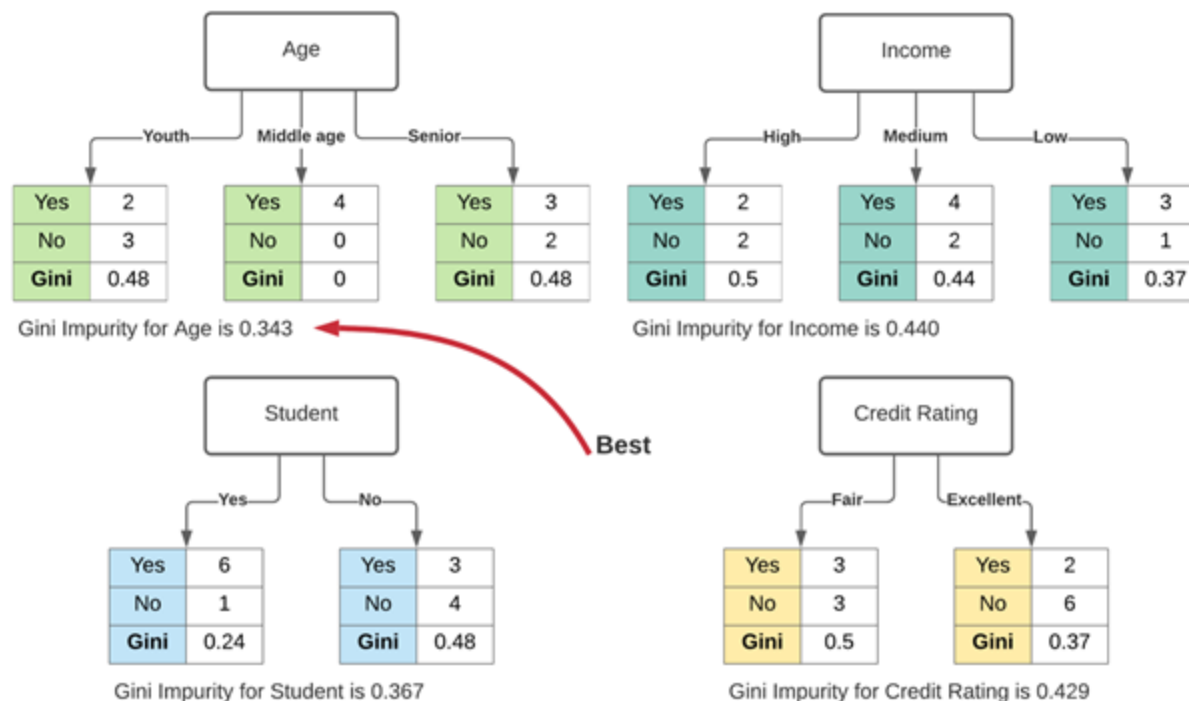 Age
Youth Middle age Senior
Yes 2 Yes 4 Yes 3
No 3 No 0 No 2
Gini 0.48 Gini 0 Gini 0.48
Gini Impurity for Age is 0.343
Income
High Medium Low
Yes 2 Yes 4 Yes 3
No 2 No 2 No 1
Gini 0.5 Gini 0.44 Gini 0.37
Gini Impurity for Income is 0.440
Best
Student
Yes No
Yes 6 Yes 3
No 1 No 4
Gini 0.24 Gini 0.48
Gini Impurity for Student is 0.367
Credit Rating
Fair Excellent
Yes 3 Yes 2
No 3 No 6
Gini 0.5 Gini 0.37
Gini Impurity for Credit Rating is 0.429